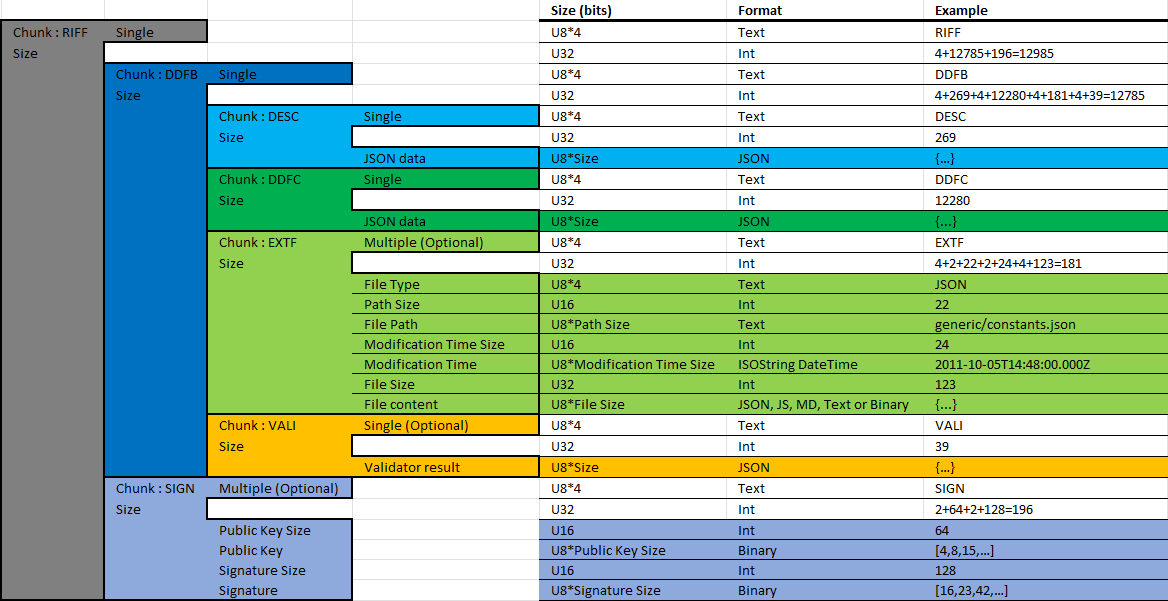 Size (bits) Format Example
Chunk : RIFF Single U8*4 Text RIFF
Size U32 Int 4+12785+196=12985
Chunk : DDFB Single U8*4 Text DDFB
Size U32 Int 4+269+4+12280+4+181+4+39=12785
Chunk : DESC Single U8*4 Text DESC
Size U32 Int 269
JSON data U8*Size JSON {...}
Chunk : DDFC Single U8*4 Text DDFC
Size U32 Int 12280
JSON data U8*Size JSON {...}
Chunk : EXTF Multiple (Optional) U8*4 Text EXTF
Size U32 Int 4+2+22+2+24+4+123=181
File Type U8*4 Text JSON
Path Size U16 Int 22
File Path U8*Path Size Text generic/constants.json
Modification Time Size U16 Int 24
Modification Time U8*Modification Time Size ISOString DateTime 2011-10-05T14:48:00.000Z
File Size U32 Int 123
File content U8*File Size JSON, JS, MD, Text or Binary {...}
Chunk : VALI Single (Optional) U8*4 Text VALI
Size U32 Int 39
Validator result U8*Size JSON {...}
Chunk : SIGN Multiple (Optional) U8*4 Text SIGN
Size U32 Int 2+64+2+128=196
Public Key Size U16 Int 64
Public Key U8*Public Key Size Binary [4,8,15,...]
Signature Size U16 Int 128
Signature U8*Signature Size Binary [16,23,42,...]